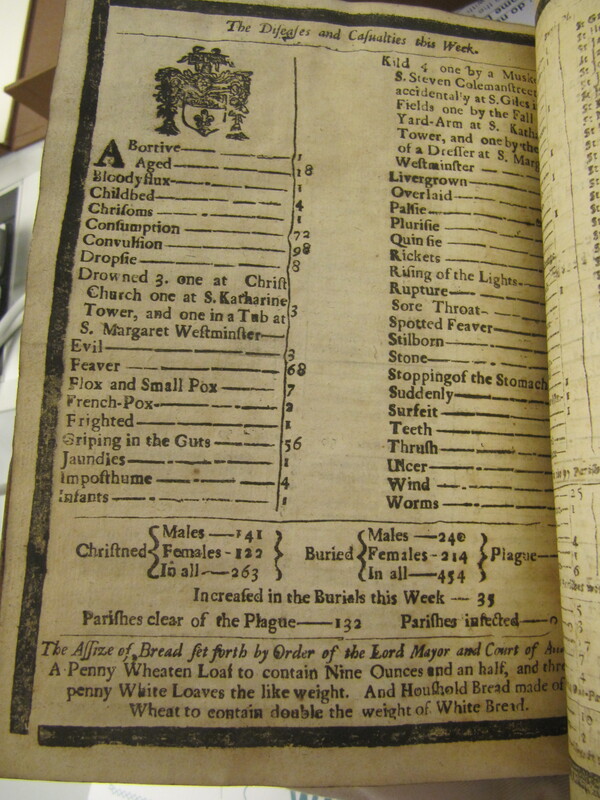 The Diseases and Casualties this Week.
ABortive— 1
Aged— 18
Bloodyflux— 1
Childbed— 4
Chrisoms— 1
Consumption— 72
Convulsion— 98
Dropsie— 8
Drowned 3. one at Christ
Church one at S. Katharine
Tower, and one in a Tub at 3
S. Margaret Westminster—
Evil— 3
Feaver— 68
Flox and Small Pox— 7
French-Pox— 2
Frighted— 1
Griping in the Guts— 56
Jaundies— 1
Imposthume— 4
Infants— 1
Kild 4 one by a
S. Steven Colemanstreet
accidentally at S. Giles
Fields one by the Fall
Yard-Arm at S.
Tower, and one by
of a Dresser at S.
Westminster—
Livergrown—
Overlaid—
Palsie—
Plurisie—
Quinsie—
Rickets—
Rising of the Lights—
Rupture—
Sore Throat—
Spotted Feaver—
Stilborn—
Stone—
Stopping of the Stomach
Suddenly—
Surfeit—
Teeth—
Thrush—
Ulcer—
Wind—
Worms—
Christned { Males—141 Females-122 In all—263 }
Buried { Males—240 Females-214 In all—454 } Plague—
Increased in the Burials this Week — 35
Parishes clear of the Plague—132 Parishes infected—0
The Assize of Bread set forth by Order of the Lord Mayor and Court of
A Penny Wheaten Loaf to contain Nine Ounces and an half, and
penny White Loaves the like weight. And Houshold Bread made of
Wheat to contain double the weight of White Bread.